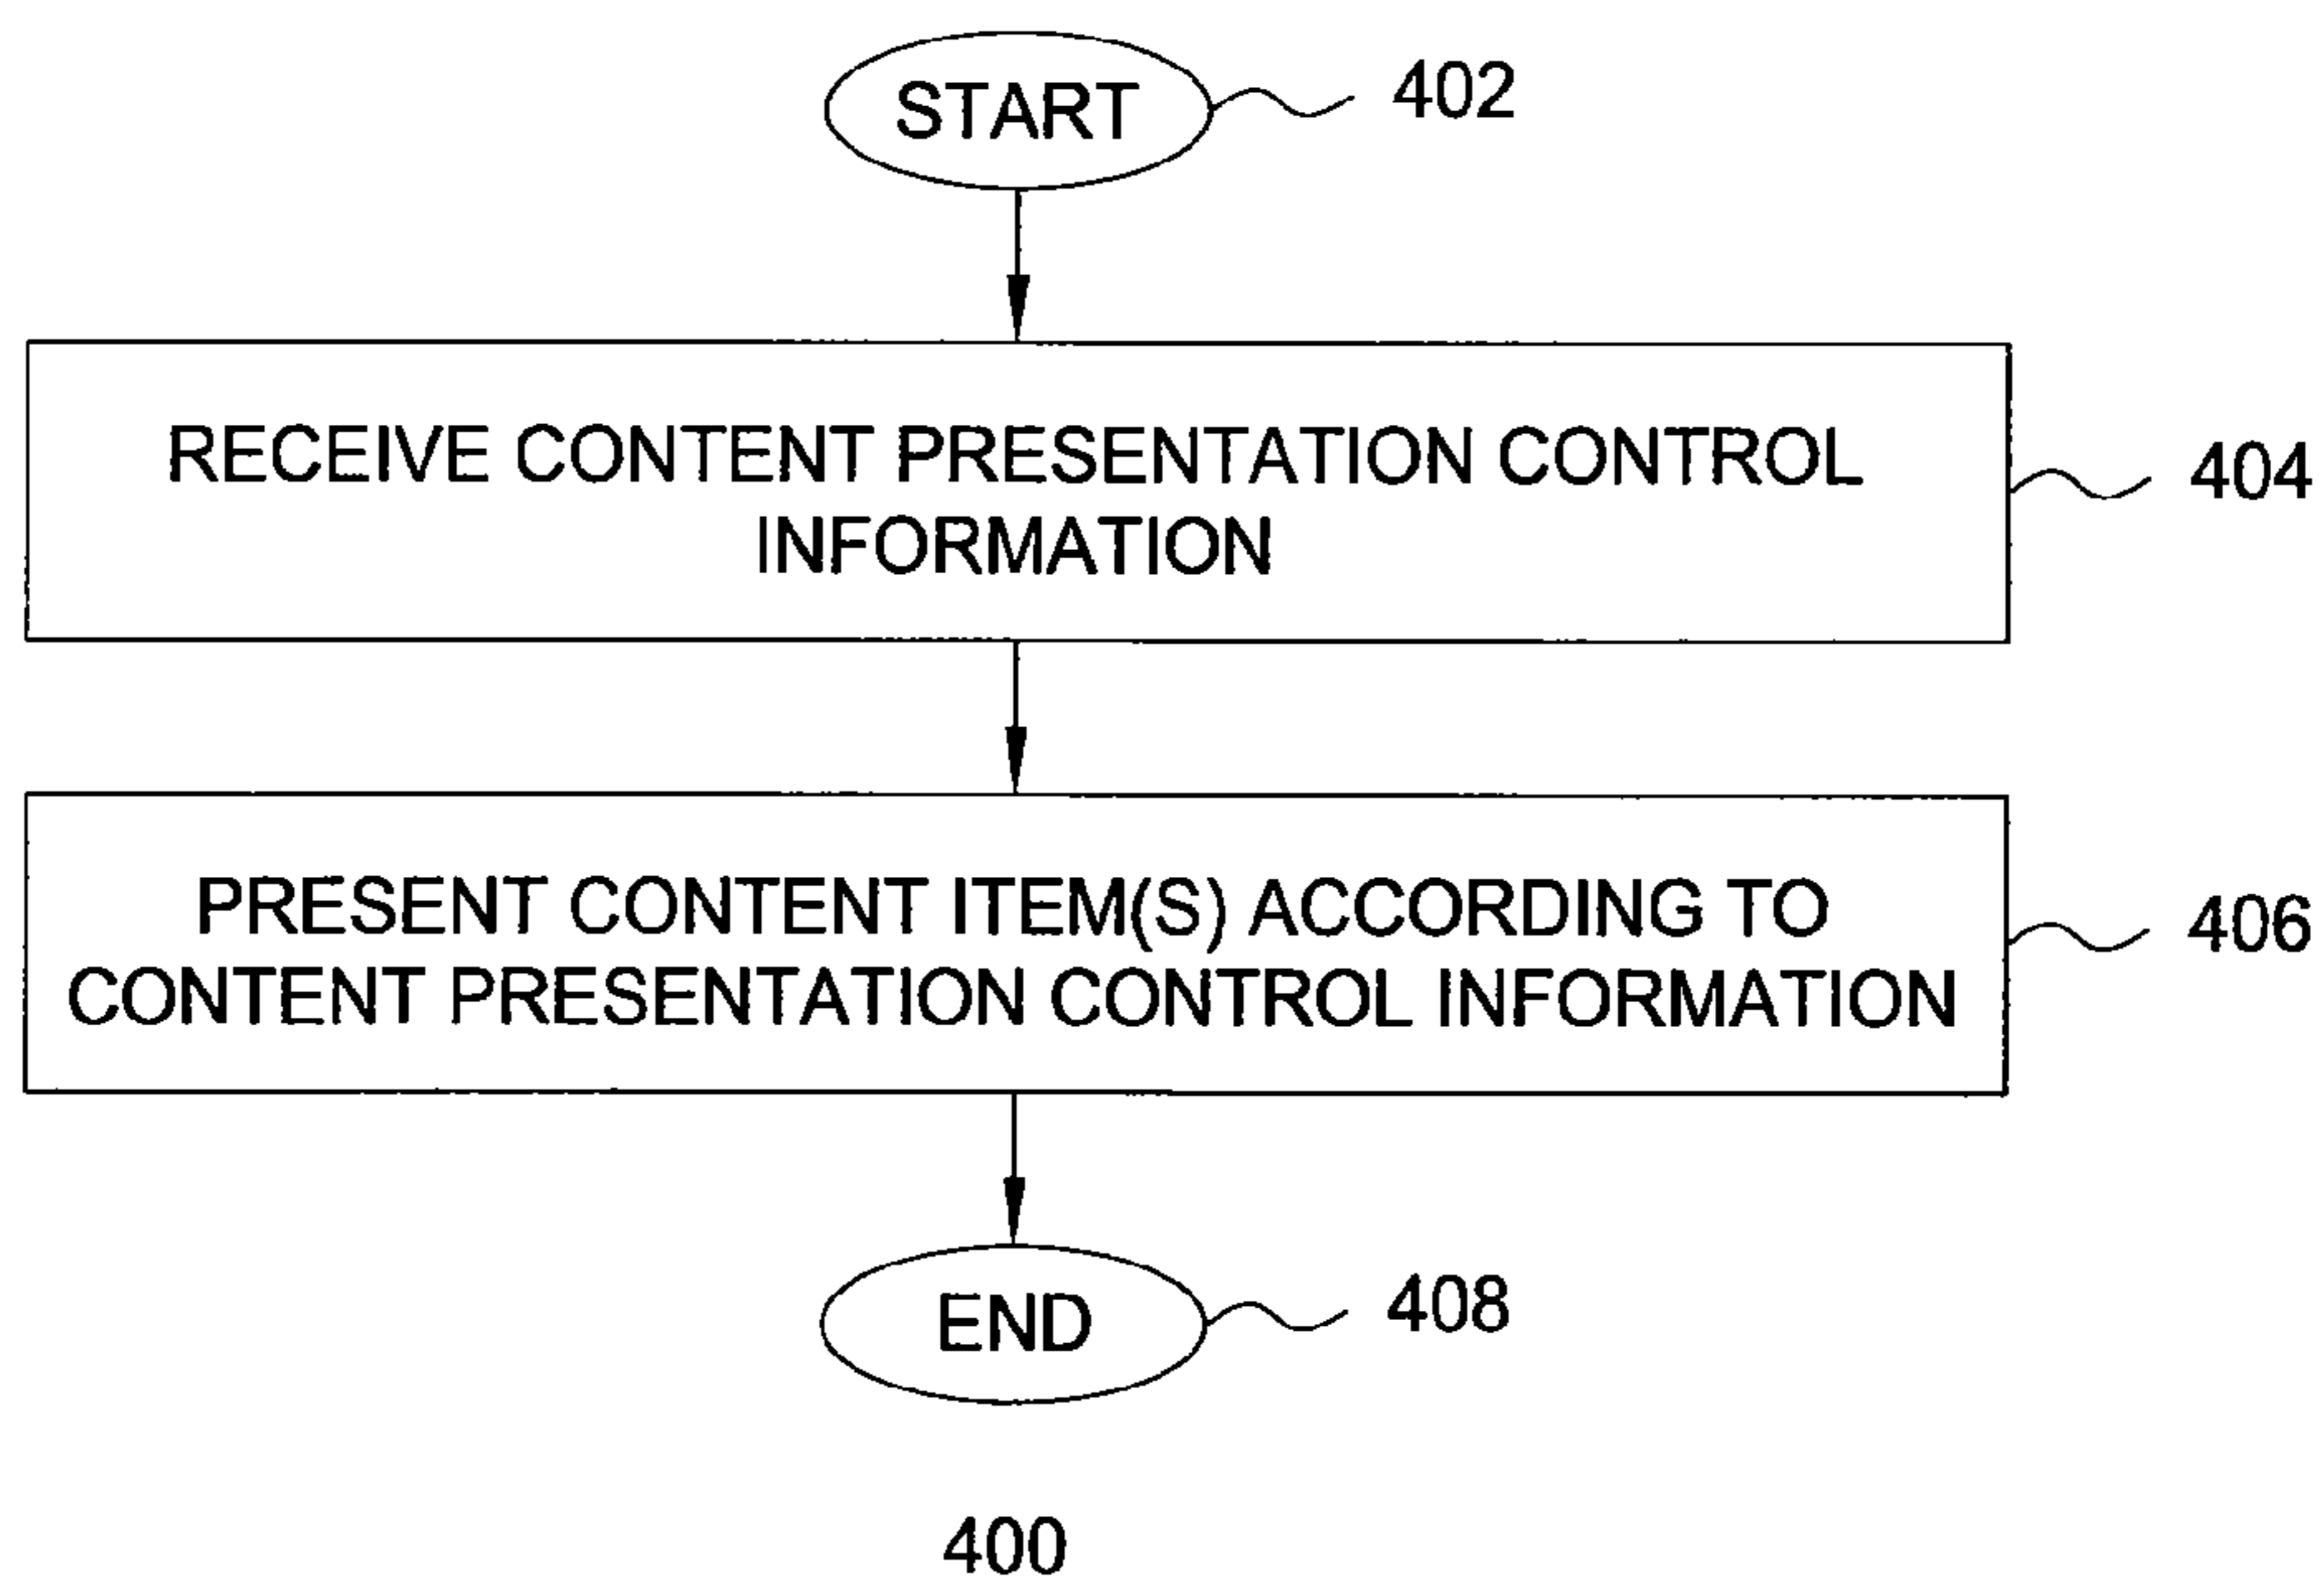 START
402
RECEIVE CONTENT PRESENTATION CONTROL
INFORMATION
404
PRESENT CONTENT ITEM(S) ACCORDING TO
CONTENT PRESENTATION CONTROL INFORMATION
406
END
408
400